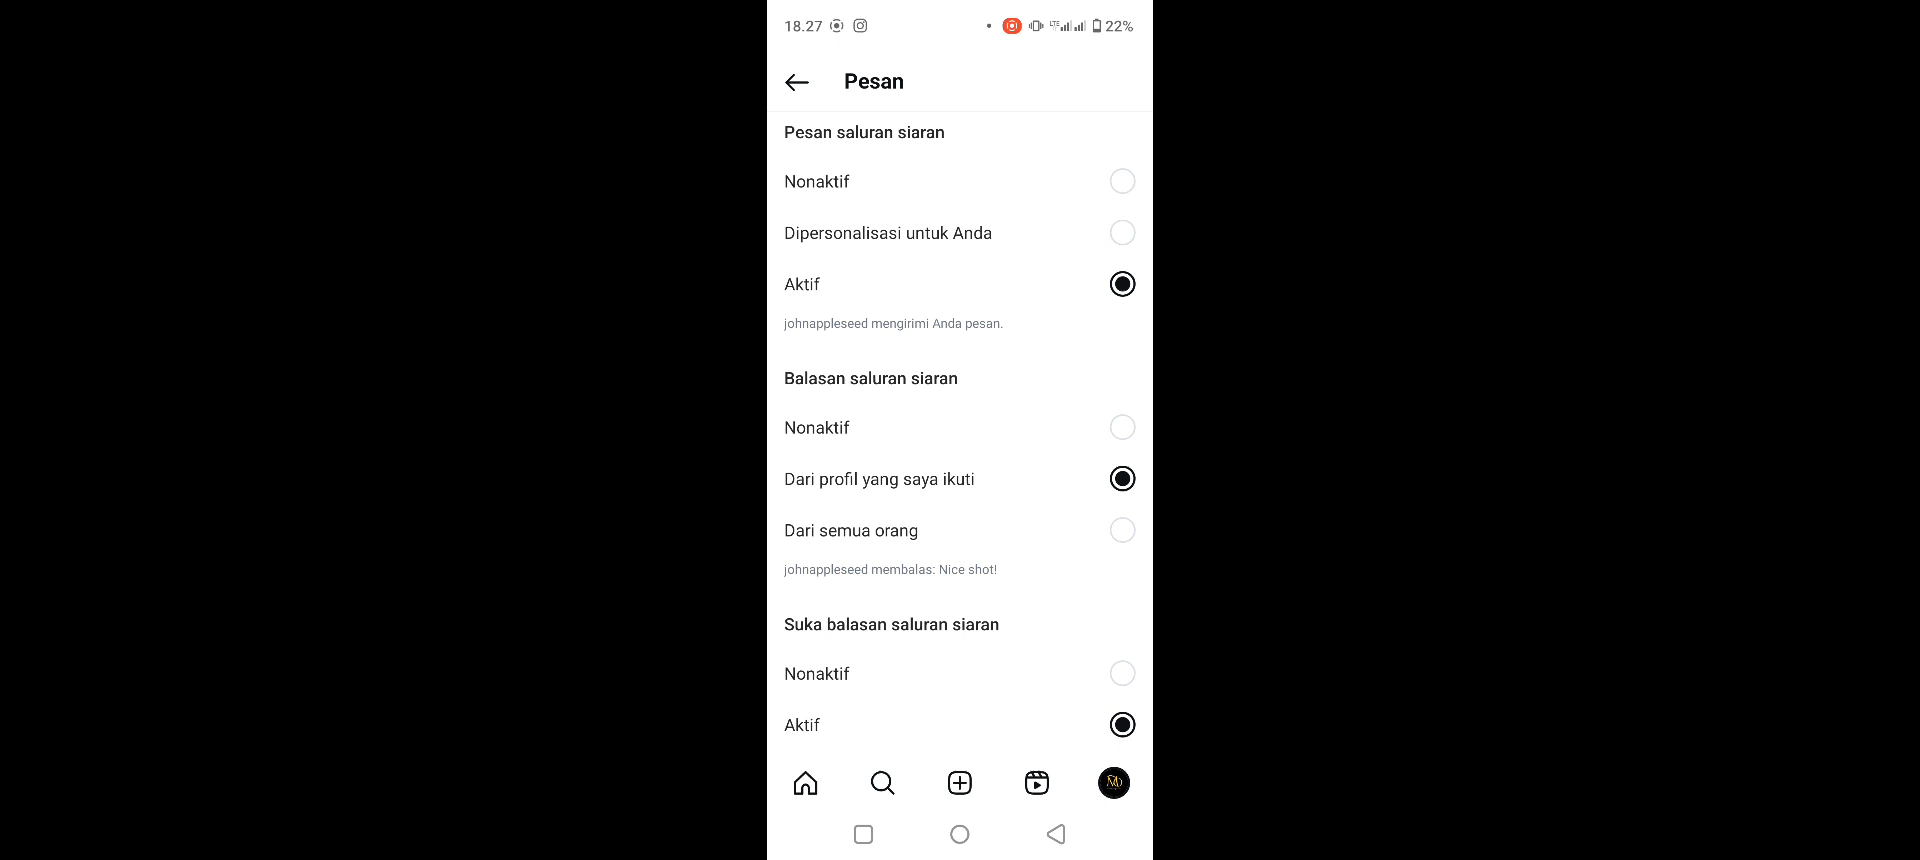 18.27
LTE
22%
Pesan
Pesan saluran siaran
Nonaktif
Dipersonalisasi untuk Anda
Aktif
johnappleseed mengirimi Anda pesan.
Balasan saluran siaran
Nonaktif
Dari profil yang saya ikuti
Dari semua orang
johnappleseed membalas: Nice shot!
Suka balasan saluran siaran
Nonaktif
Aktif